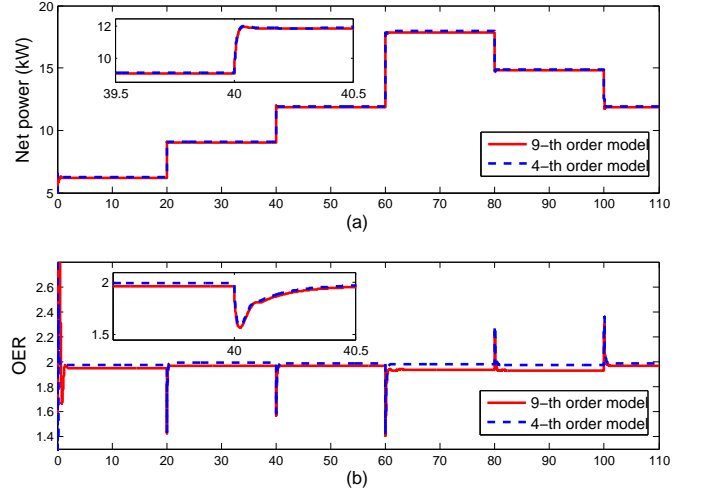 20
15
10
5
Net power (kW)
12
10
39.5 40 40.5
9−th order model
4−th order model
0 10 20 30 40 50 60 70 80 90 100 110
(a)
2.6
2.4
2.2
2
1.8
1.6
1.4
OER
2
1.5
40 40.5
9−th order model
4−th order model
0 10 20 30 40 50 60 70 80 90 100 110
(b)